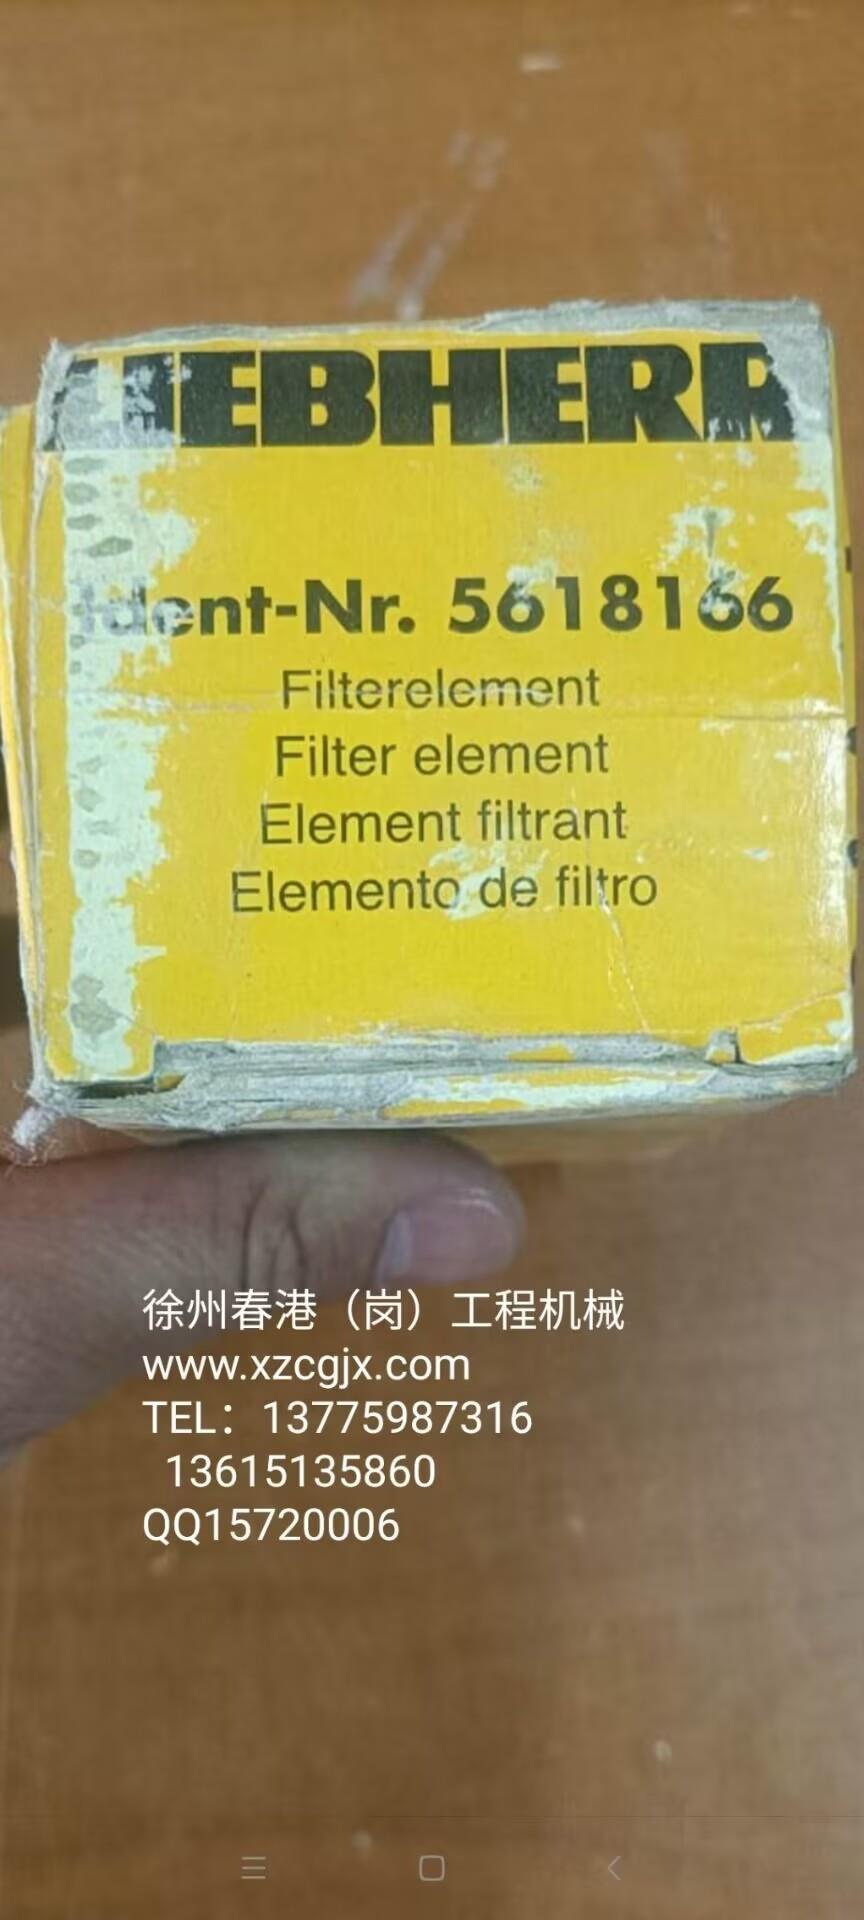 LIEBHERR
Ident-Nr. 5618166
Filterelement
Filter element
Element filtrant
Elemento de filtro
徐州春港（岗）工程机械
www.xzcgjx.com
TEL：13775987316
13615135860
QQ15720006